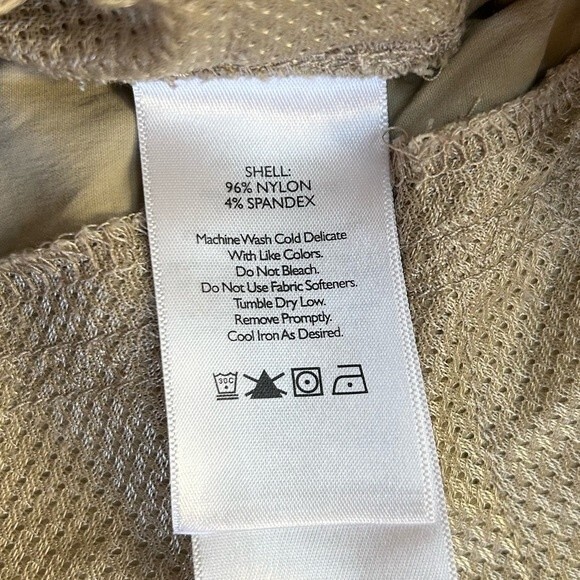 SHELL:
96% NYLON
4% SPANDEX
Machine Wash Cold Delicate
With Like Colors.
Do Not Bleach.
Do Not Use Fabric Softeners.
Tumble Dry Low.
Remove Promptly.
Cool Iron As Desired.
30C